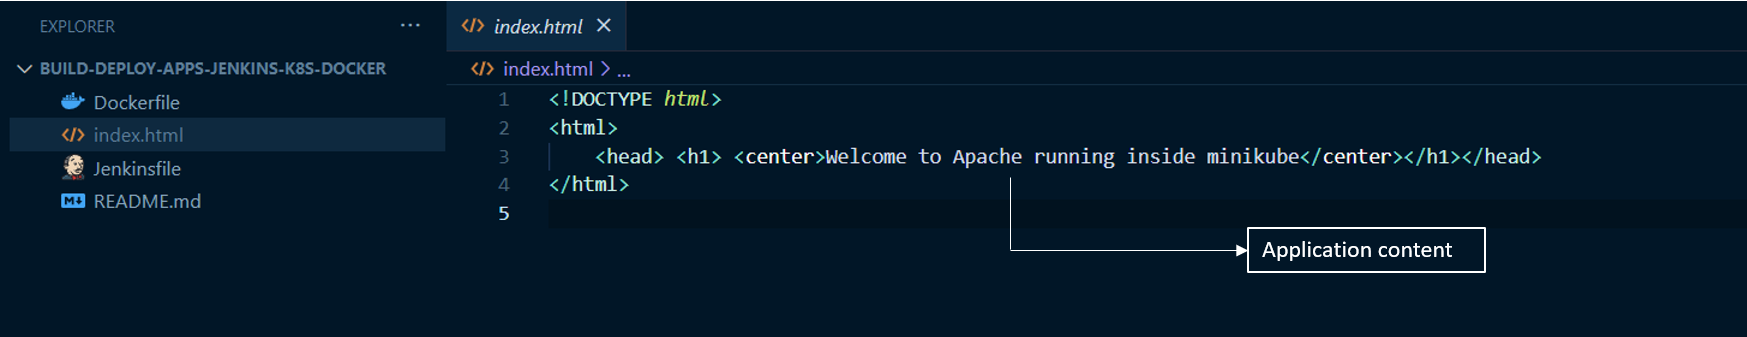 EXPLORER ...
BUILD-DEPLOY-APPS-JENKINS-K8S-DOCKER
Dockerfile
index.html
Jenkinsfile
README.md
index.html
index.html > ...
1 <!DOCTYPE html>
2 <html>
3 <head> <h1> <center>Welcome to Apache running inside minikube</center></h1></head>
4 </html>
5
Application content